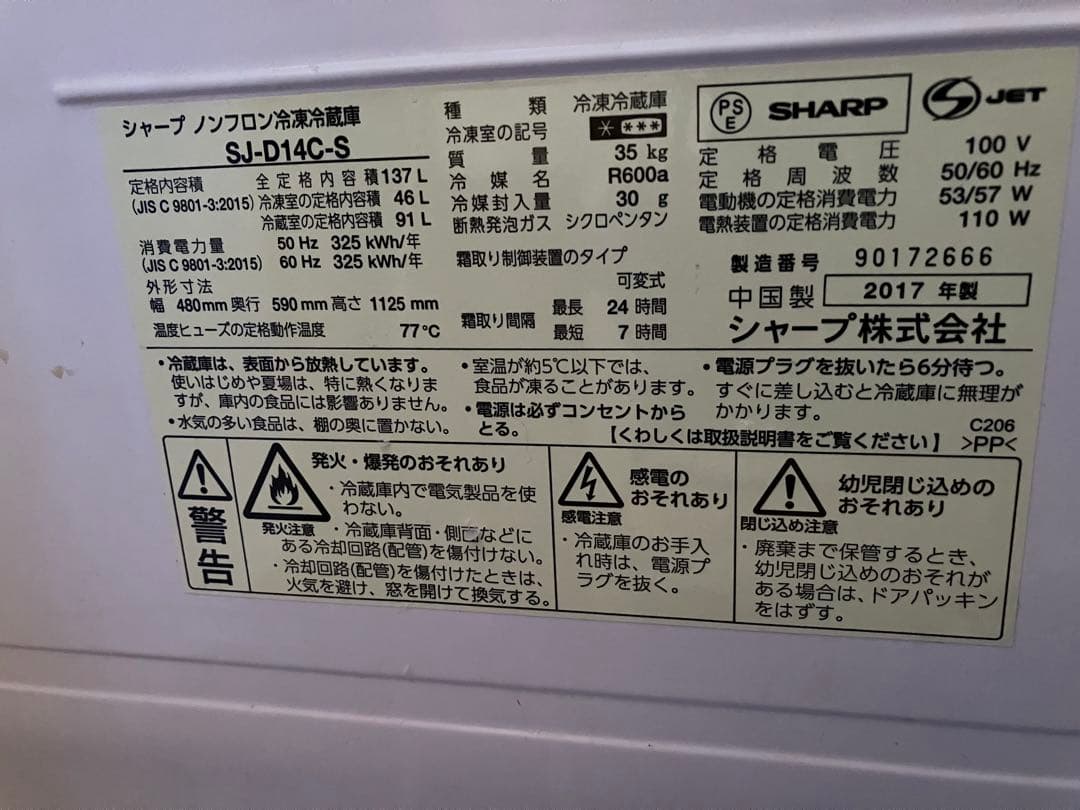 シャープ ノンフロン冷凍冷蔵庫
SJ-D14C-S
定格内容積 全定格内容積 137 L
(JIS C 9801-3:2015) 冷凍室の定格内容積 46 L
冷蔵室の定格内容積 91 L
消費電力量 50 Hz 325 kWh/年
(JIS C 9801-3:2015) 60 Hz 325 kWh/年
外形寸法
幅 480mm 奥行 590mm 高さ 1125 mm
温度ヒューズの定格動作温度 77℃
種類 冷凍冷蔵庫
冷凍室の記号 * ***
質量 35 kg
冷媒名 R600a
冷媒封入量 30 g
断熱発泡ガス シクロペンタン
霜取り制御装置のタイプ
可変式
霜取り間隔 最長 24 時間
最短 7 時間
PS
E
SHARP
S JET
定格電圧 100 V
定格周波数 50/60 Hz
電動機の定格消費電力 53/57 W
電熱装置の定格消費電力 110 W
製造番号 90172666
中国製 2017 年製
シャープ株式会社
・冷蔵庫は、表面から放熱しています。
使いはじめや夏場は、特に熱くなりま
すが、庫内の食品には影響ありません。
・水気の多い食品は、棚の奥に置かない。
・室温が約5℃以下では、
食品が凍ることがあります。
・電源は必ずコンセントから
とる。
・電源プラグを抜いたら6分待つ。
すぐに差し込むと冷蔵庫に無理が
かかります。
C206
【くわしくは取扱説明書をご覧ください】 >PP<
警告
発火・爆発のおそれあり
発火注意
・冷蔵庫内で電気製品を使
わない。
・冷蔵庫背面・側面などに
ある冷却回路(配管)を傷付けない。
・冷却回路(配管)を傷付けたときは、
火気を避け、窓を開けて換気する。
感電の
おそれあり
感電注意
・冷蔵庫のお手入
れ時は、電源プ
ラグを抜く。
幼児閉じ込めの
おそれあり
閉じ込め注意
・廃棄まで保管するとき、
幼児閉じ込めのおそれが
ある場合は、ドアパッキン
をはずす。